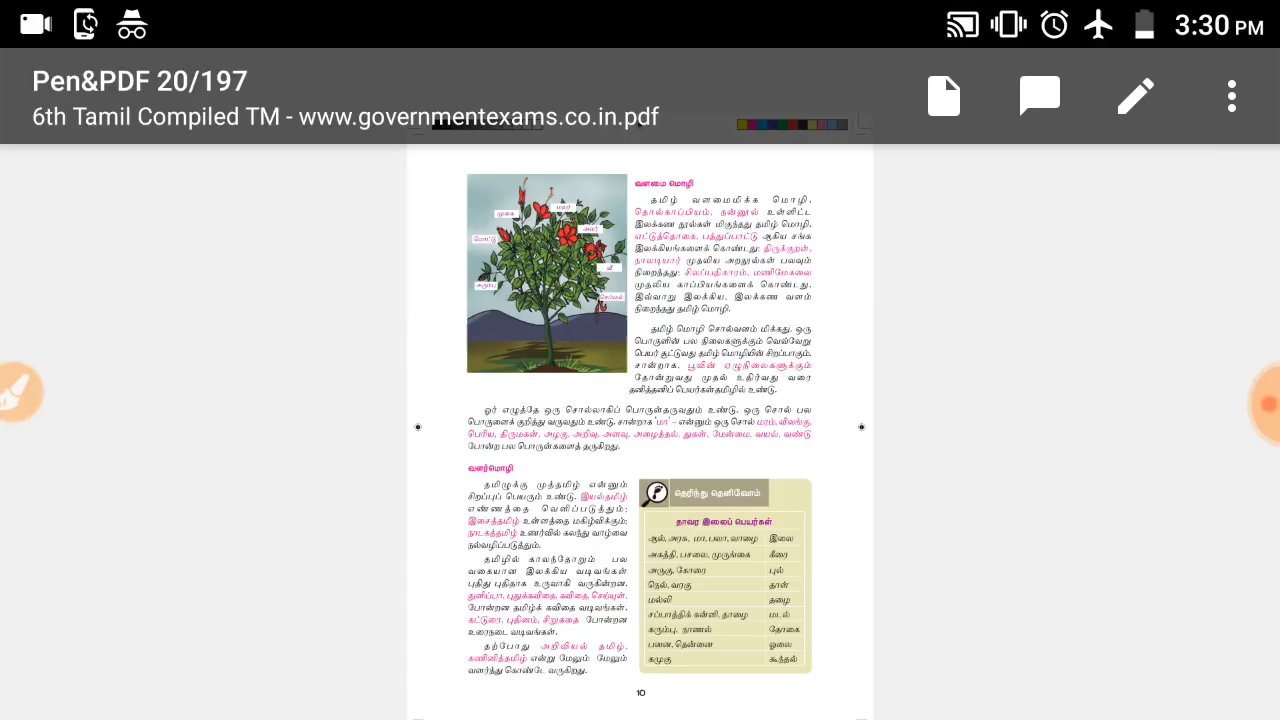 3:30 PM
Pen&PDF 20/197
6th Tamil Compiled TM - www.governmentexams.co.in.pdf
முகை
மலர்
அலர்
மொட்டு
வீ
அரும்பு
செம்மல்
வளமை மொழி
தமிழ் வளமைமிக்க மொழி.
தொல்காப்பியம், நன்னூல் உள்ளிட்ட
இலக்கண நூல்கள் மிகுந்தது தமிழ் மொழி.
எட்டுத்தொகை, பத்துப்பாட்டு ஆகிய சங்க
இலக்கியங்களைக் கொண்டது; திருக்குறள்,
நாலடியார் முதலிய அறநூல்கள் பலவும்
நிறைந்தது; சிலப்பதிகாரம், மணிமேகலை
முதலிய காப்பியங்களைக் கொண்டது.
இவ்வாறு இலக்கிய, இலக்கண வளம்
நிறைந்தது தமிழ் மொழி.
தமிழ் மொழி சொல்வளம் மிக்கது. ஒரு
பொருளின் பல நிலைகளுக்கும் வெவ்வேறு
பெயர் சூட்டுவது தமிழ் மொழியின் சிறப்பாகும்.
சான்றாக, பூவின் ஏழுநிலைகளுக்கும்
தோன்றுவது முதல் உதிர்வது வரை
தனித்தனிப் பெயர்கள்தமிழில் உண்டு.
ஓர் எழுத்தே ஒரு சொல்லாகிப் பொருள்தருவதும் உண்டு. ஒரு சொல் பல
பொருளைக் குறித்து வருவதும் உண்டு. சான்றாக 'மா' – என்னும் ஒரு சொல் மரம், விலங்கு,
பெரிய, திருமகள், அழகு, அறிவு, அளவு, அழைத்தல், துகள், மேன்மை, வயல், வண்டு
போன்ற பல பொருள்களைத் தருகிறது.
வளர்மொழி
தமிழுக்கு முத்தமிழ் என்னும்
சிறப்புப் பெயரும் உண்டு. இயல்தமிழ்
எண்ணத்தை வெளிப்படுத்தும்;
இசைத்தமிழ் உள்ளத்தை மகிழ்விக்கும்;
நாடகத்தமிழ் உணர்வில் கலந்து வாழ்வை
நல்வழிப்படுத்தும்.
தமிழில் காலந்தோறும் பல
வகையான இலக்கிய வடிவங்கள்
புதிது புதிதாக உருவாகி வருகின்றன.
துளிப்பா, புதுக்கவிதை, கவிதை, செய்யுள்,
போன்றன தமிழ்க் கவிதை வடிவங்கள்.
கட்டுரை, புதினம், சிறுகதை போன்றன
உரைநடை வடிவங்கள்.
தற்போது அறிவியல் தமிழ்,
கணினித்தமிழ் என்று மேலும் மேலும்
வளர்ந்து கொண்டே வருகிறது.
தெரிந்து தெளிவோம்
தாவர இலைப் பெயர்கள்
ஆல், அரசு, மா, பலா, வாழை இலை
அகத்தி, பசலை, முருங்கை கீரை
அருகு, கோரை புல்
நெல், வரகு தாள்
மல்லி தழை
சப்பாத்திக் கள்ளி, தாழை மடல்
கரும்பு, நாணல் தோகை
பனை, தென்னை ஓலை
கமுகு கூந்தல்
10